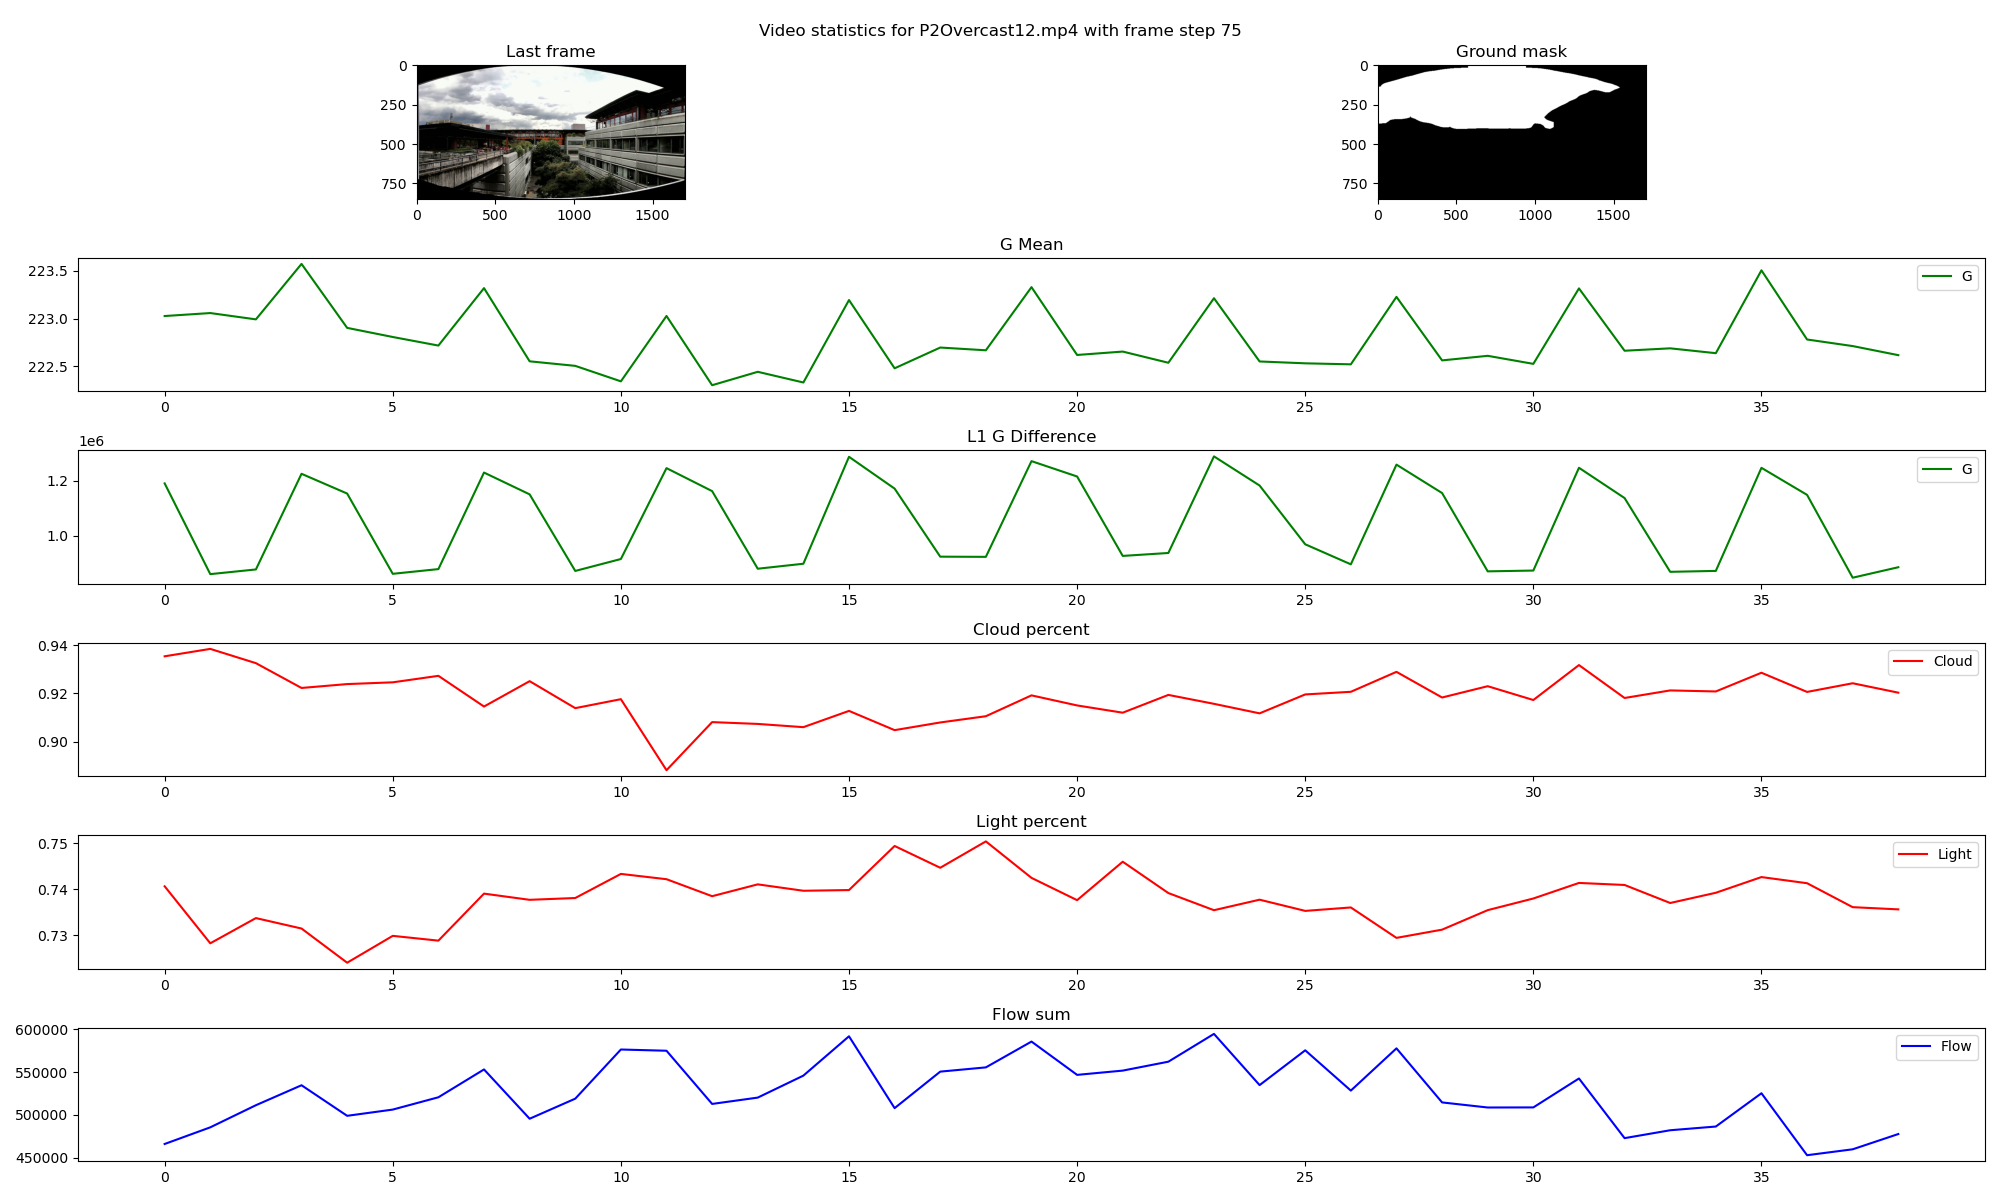 Video statistics for P2Overcast12.mp4 with frame step 75
Last frame
0
250
500
750
0 500 1000 1500
Ground mask
0
250
500
750
0 500 1000 1500
G Mean
223.5
223.0
222.5
G
0 5 10 15 20 25 30 35
L1 G Difference
1e6
1.2
1.0
G
0 5 10 15 20 25 30 35
Cloud percent
0.94
0.92
0.90
Cloud
0 5 10 15 20 25 30 35
Light percent
0.75
0.74
0.73
Light
0 5 10 15 20 25 30 35
Flow sum
600000
550000
500000
450000
Flow
0 5 10 15 20 25 30 35